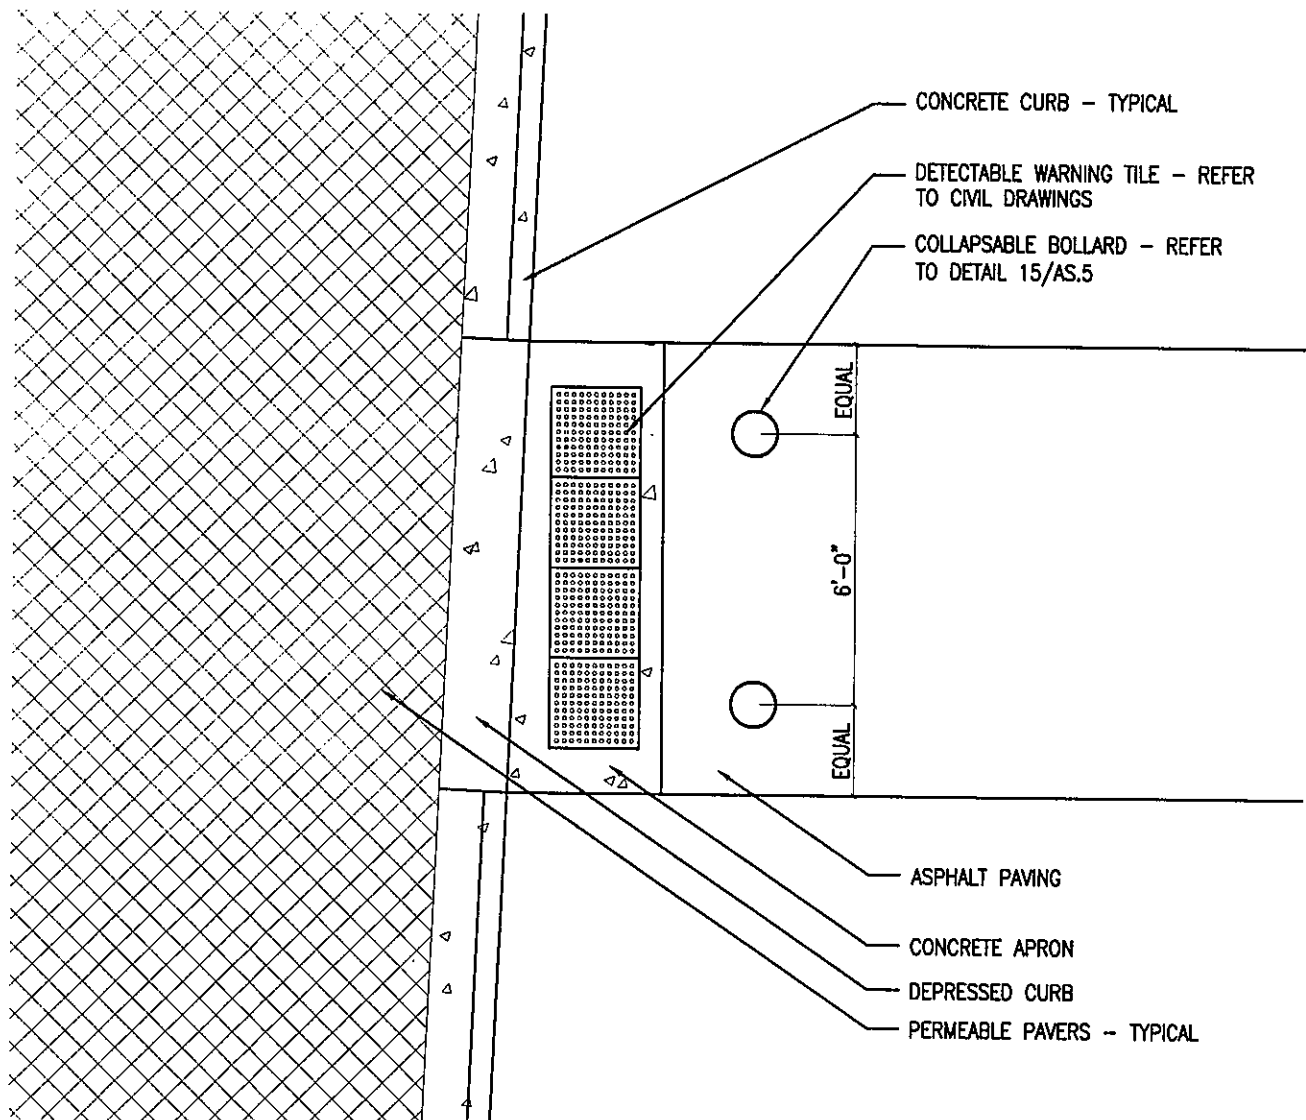 CONCRETE CURB - TYPICAL
DETECTABLE WARNING TILE - REFER
TO CIVIL DRAWINGS
COLLAPSABLE BOLLARD - REFER
TO DETAIL 15/AS.5
EQUAL
6'-0"
EQUAL
ASPHALT PAVING
CONCRETE APRON
DEPRESSED CURB
PERMEABLE PAVERS - TYPICAL